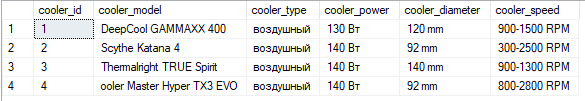 cooler_id cooler_model cooler_type cooler_power cooler_diameter cooler_speed
1 1 DeepCool GAMMAXX 400 воздушный 130 Вт 120 mm 900-1500 RPM
2 2 Scythe Katana 4 воздушный 140 Вт 92 mm 300-2500 RPM
3 3 Thermalright TRUE Spirit воздушный 140 Вт 140 mm 900-1300 RPM
4 4 ooler Master Hyper TX3 EVO воздушный 140 Вт 92 mm 800-2800 RPM